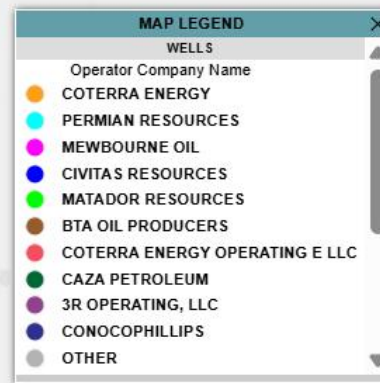 MAP LEGEND
WELLS
Operator Company Name
COTERRA ENERGY
PERMIAN RESOURCES
MEWBOURNE OIL
CIVITAS RESOURCES
MATADOR RESOURCES
BTA OIL PRODUCERS
COTERRA ENERGY OPERATING E LLC
CAZA PETROLEUM
3R OPERATING, LLC
CONOCOPHILLIPS
OTHER